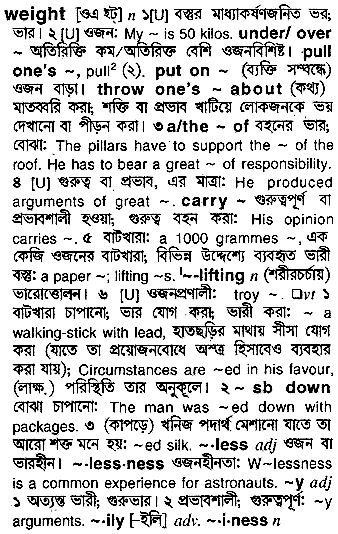 weight [ওএ ইট্] n ১[U] বস্তুর মাধ্যাকর্ষণজনিত ভর;
ভার। ২ [U] ওজন: My ~ is 50 kilos. under/ over
~ অতিরিক্ত কম/অতিরিক্ত বেশি ওজনবিশিষ্ট। pull
one's ~, pull² (২). put on ~ (ব্যক্তি সম্বন্ধে)
ওজন বাড়া। throw one's ~ about (কথ্য)
মাতব্বরি করা; শক্তি বা প্রভাব খাটিয়ে লোকজনকে ভয়
দেখানো বা পীড়ন করা। ৩ a/the ~ of বহনের ভার;
বোঝা: The pillars have to support the ~ of the
roof. He has to bear a great ~ of responsibility.
৪ [U] গুরুত্ব বা প্রভাব, এর মাত্রা: He produced
arguments of great ~. carry ~ গুরুত্বপূর্ণ বা
প্রভাবশালী হওয়া; গুরুত্ব বহন করা: His opinion
carries ~. ৫ বাটখারা: a 1000 grammes ~, এক
কেজি ওজনের বাটখারা; বিভিন্ন উদ্দেশ্যে ব্যবহৃত ভারী
বস্তু: a paper ~; lifting ~s. '~-lifting n (শরীরচর্চায়)
ভারোত্তোলন। ৬ [U] ওজনপ্রণালী: troy ~. □vt ১
বাটখারা চাপানো; ভার যোগ করা; ভারী করা: ~ a
walking-stick with lead, হাতছড়ির মাথায় সীসা যোগ
করা (যাতে তা প্রয়োজনবোধে অস্ত্র হিসাবেও ব্যবহার
করা যায়); Circumstances are ~ed in his favour,
(লাক্ষ.) পরিস্থিতি তার অনুকূলে। ২ ~ sb down
বোঝা চাপানো: The man was ~ed down with
packages. ৩ (কাপড়ে) খনিজ পদার্থ মেশানো যাতে তা
আরো শক্ত মনে হয়: ~ed silk. ~·less adj ওজন বা
ভারহীন। ~·less·ness ওজনহীনতা: W~lessness
is a common experience for astronauts. ~y adj
১ অত্যন্ত ভারী; গুরুভার। ২ প্রভাবশালী; গুরুত্বপূর্ণ: ~y
arguments. ~·ily [-ইলি] adv. ~·i·ness n